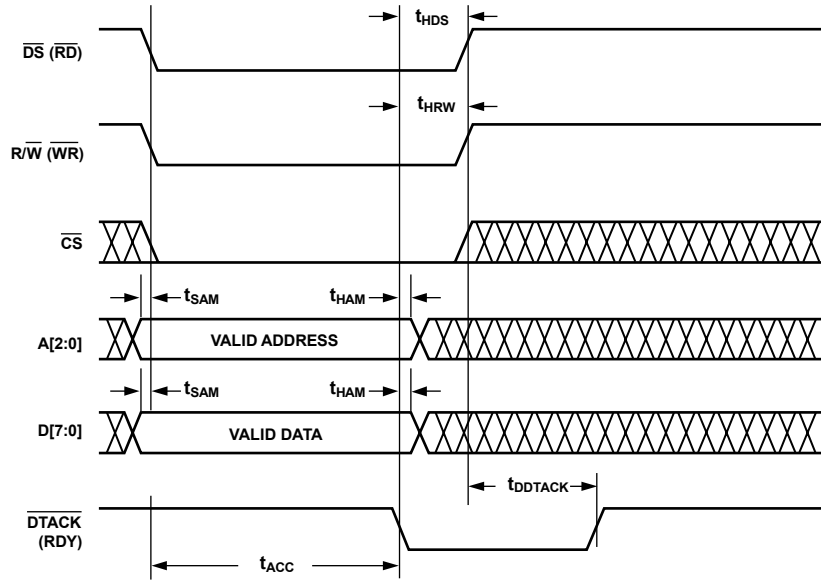 tHDS
DS (RD)
tHRW
R/W (WR)
CS
tSAM tHAM
A[2:0] VALID ADDRESS
tSAM tHAM
D[7:0] VALID DATA
tDDTACK
DTACK
(RDY)
tACC